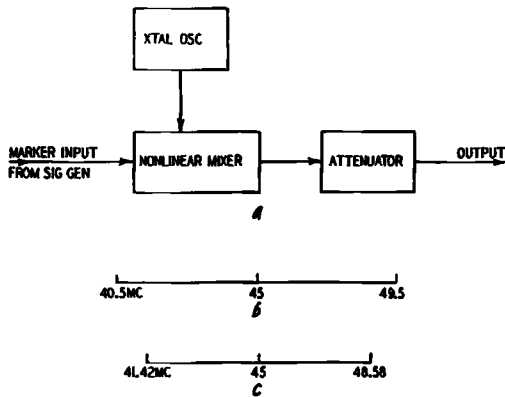 XTAL OSC
MARKER INPUT
FROM SIG GEN
NONLINEAR MIXER
ATTENUATOR
OUTPUT
a
40.5MC 45 49.5
b
41.42MC 45 48.58
c